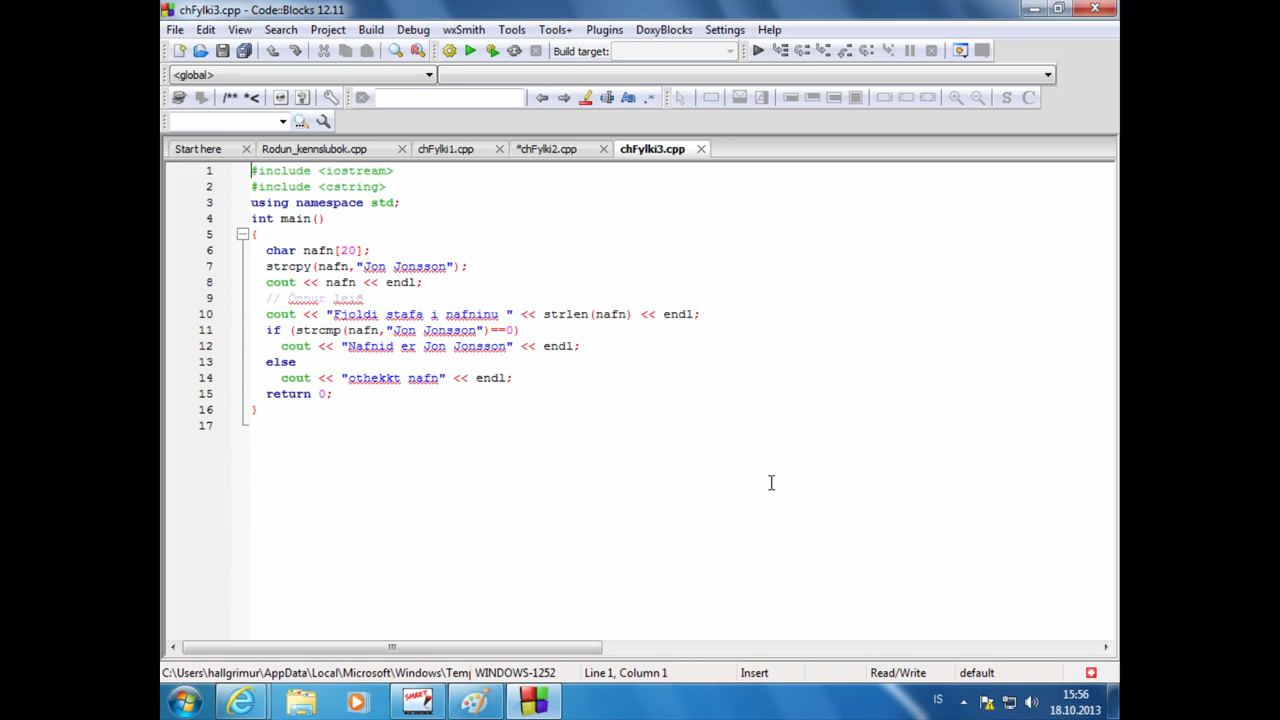 chFylki3.cpp - Code::Blocks 12.11
File Edit View Search Project Build Debug wxSmith Tools Tools+ Plugins DoxyBlocks Settings Help
Build target:
<global>
/** *<
Aa .*
S C
Start here Rodun_kennslubok.cpp chFylki1.cpp *chFylki2.cpp chFylki3.cpp
1 #include <iostream>
2 #include <cstring>
3 using namespace std;
4 int main()
5 {
6 char nafn[20];
7 strcpy(nafn,"Jon Jonsson");
8 cout << nafn << endl;
9 // Önnur leið
10 cout << "Fjoldi stafa i nafninu " << strlen(nafn) << endl;
11 if (strcmp(nafn,"Jon Jonsson")==0)
12 cout << "Nafnid er Jon Jonsson" << endl;
13 else
14 cout << "othekkt nafn" << endl;
15 return 0;
16 }
17
C:\Users\hallgrimur\AppData\Local\Microsoft\Windows\Temp WINDOWS-1252 Line 1, Column 1 Insert Read/Write default
SMART
IS 15:56
18.10.2013